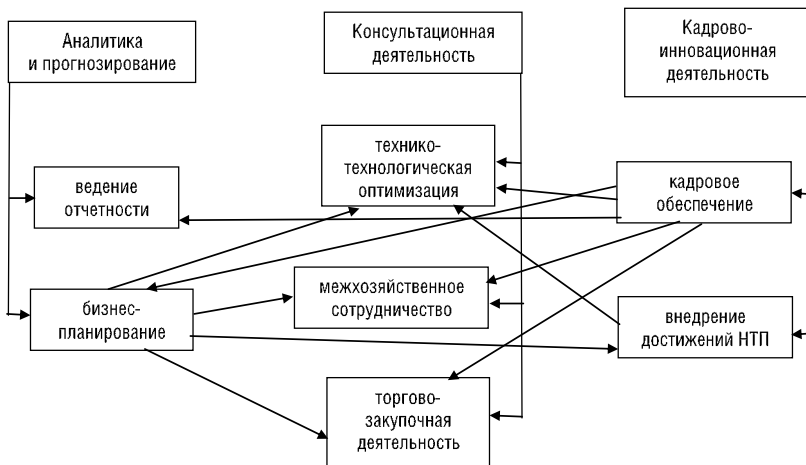 Аналитика
и прогнозирование
Консультационная
деятельность
Кадрово-
инновационная
деятельность
технико-
технологическая
оптимизация
ведение
отчетности
кадровое
обеспечение
межхозяйственное
сотрудничество
бизнес-
планирование
внедрение
достижений НТП
торгово-
закупочная
деятельность